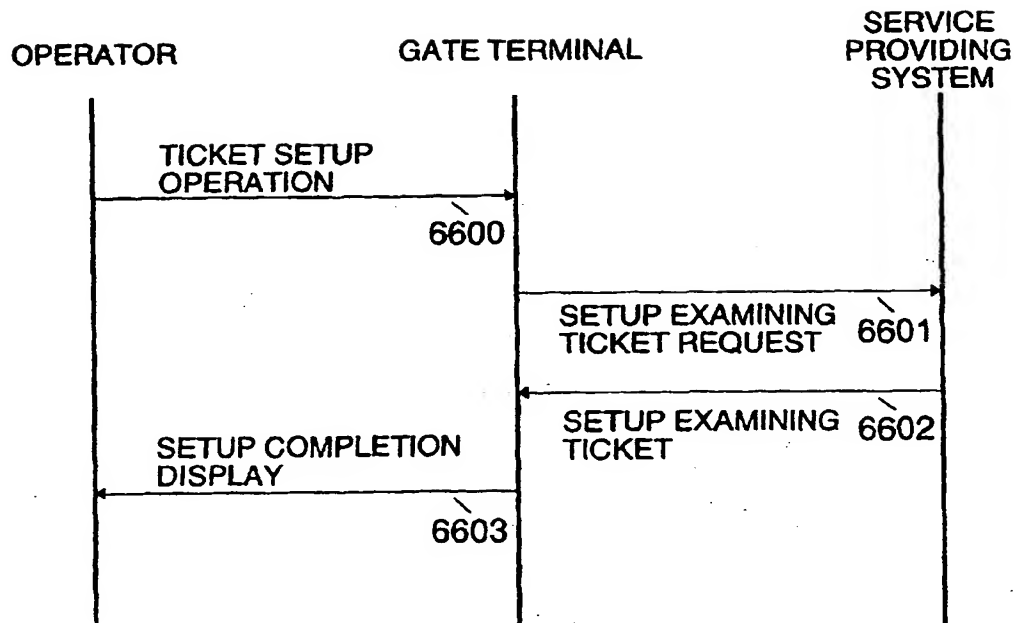 OPERATOR
GATE TERMINAL
SERVICE
PROVIDING
SYSTEM
TICKET SETUP
OPERATION
6600
SETUP EXAMINING
TICKET REQUEST
6601
SETUP EXAMINING
TICKET
6602
SETUP COMPLETION
DISPLAY
6603